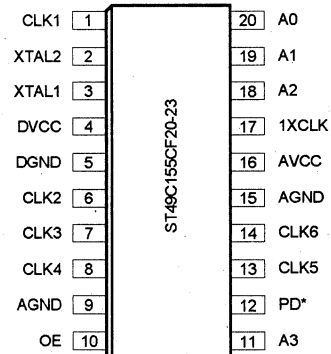 CLK1 1 20 A0
XTAL2 2 19 A1
XTAL1 3 18 A2
DVCC 4 17 1XCLK
DGND 5 16 AVCC
CLK2 6 15 AGND
CLK3 7 14 CLK6
CLK4 8 13 CLK5
AGND 9 12 PD*
OE 10 11 A3
ST49C155CF20-23